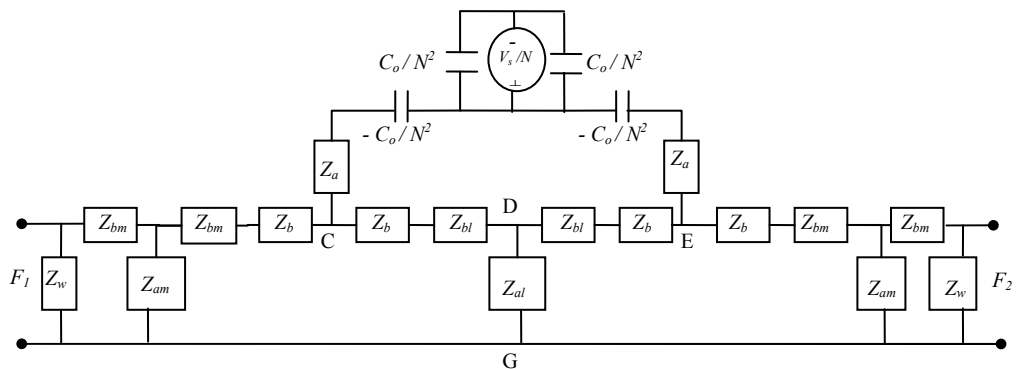 -
C_o / N^2 V_s /N C_o / N^2
- C_o / N^2 - C_o / N^2
Z_a Z_a
D
Z_bm Z_bm Z_b Z_b Z_bl Z_bl Z_b Z_b Z_bm Z_bm
C E
F_1 Z_w Z_am Z_al Z_am Z_w F_2
G